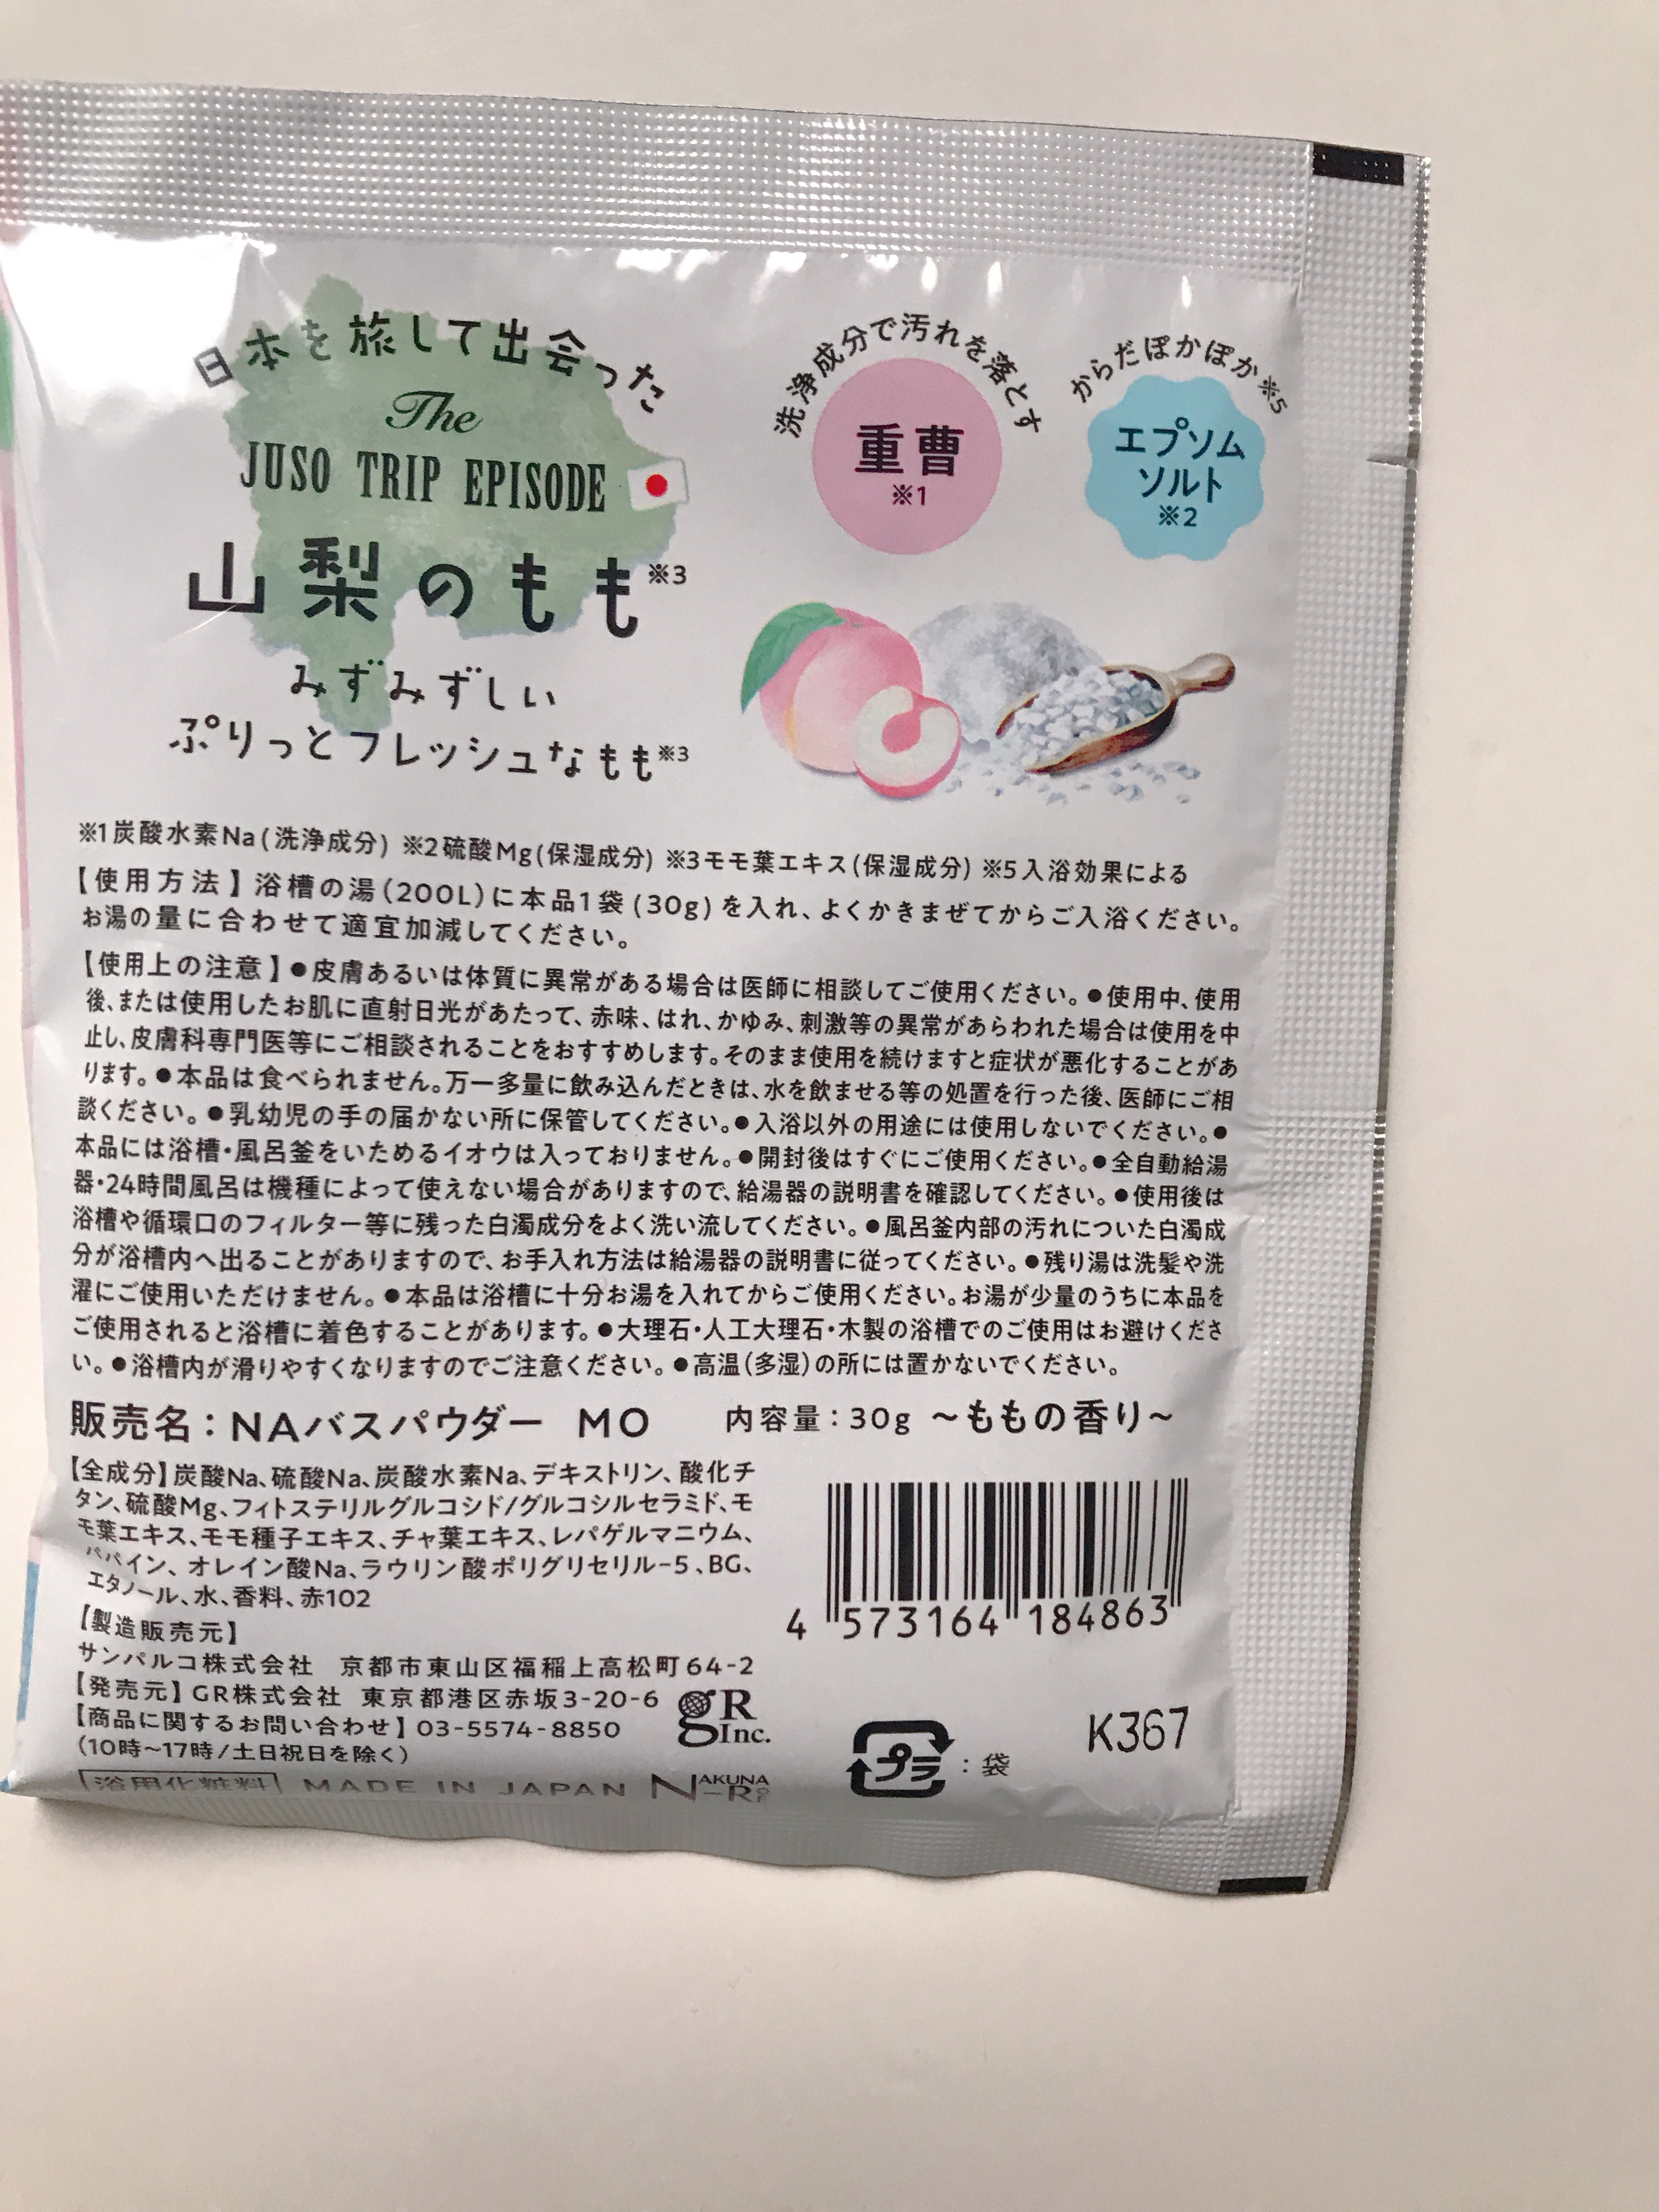 日本を旅して出会った
The
JUSO TRIP EPISODE
山梨のもも※3
みずみずしい
ぷりっとフレッシュなもも※3
洗浄成分で汚れを落とす
重曹
※1
からだぽかぽか※5
エプソム
ソルト
※2
※1炭酸水素Na(洗浄成分) ※2硫酸Mg(保湿成分) ※3モモ葉エキス(保湿成分) ※5入浴効果による
【使用方法】浴槽の湯(200L)に本品1袋(30g)を入れ、よくかきまぜてからご入浴ください。
お湯の量に合わせて適宜加減してください。
【使用上の注意】●皮膚あるいは体質に異常がある場合は医師に相談してご使用ください。●使用中、使用
後、または使用したお肌に直射日光があたって、赤味、はれ、かゆみ、刺激等の異常があらわれた場合は使用を中
止し、皮膚科専門医等にご相談されることをおすすめします。そのまま使用を続けますと症状が悪化することがあ
ります。●本品は食べられません。万一多量に飲み込んだときは、水を飲ませる等の処置を行った後、医師にご相
談ください。●乳幼児の手の届かない所に保管してください。●入浴以外の用途には使用しないでください。●
本品には浴槽・風呂釜をいためるイオウは入っておりません。●開封後はすぐにご使用ください。●全自動給湯
器・24時間風呂は機種によって使えない場合がありますので、給湯器の説明書を確認してください。●使用後は
浴槽や循環口のフィルター等に残った白濁成分をよく洗い流してください。●風呂釜内部の汚れについた白濁成
分が浴槽内へ出ることがありますので、お手入れ方法は給湯器の説明書に従ってください。●残り湯は洗髪や洗
濯にご使用いただけません。●本品は浴槽に十分お湯を入れてからご使用ください。お湯が少量のうちに本品を
ご使用されると浴槽に着色することがあります。●大理石・人工大理石・木製の浴槽でのご使用はお避けくださ
い。●浴槽内が滑りやすくなりますのでご注意ください。●高温(多湿)の所には置かないでください。
販売名：NAバスパウダー MO 内容量：30g ～ももの香り～
【全成分】炭酸Na、硫酸Na、炭酸水素Na、デキストリン、酸化チ
タン、硫酸Mg、フィトステリルグルコシド/グルコシルセラミド、モ
モ葉エキス、モモ種子エキス、チャ葉エキス、レパゲルマニウム、
パパイン、オレイン酸Na、ラウリン酸ポリグリセリル-5、BG、
エタノール、水、香料、赤102
【製造販売元】
サンパルコ株式会社 京都市東山区福稲上高松町64-2
【発売元】GR株式会社 東京都港区赤坂3-20-6
【商品に関するお問い合わせ】03-5574-8850
(10時～17時/土日祝日を除く)
gR
Inc.
浴用化粧料 MADE IN JAPAN NAKUNA
4 573164 184863
プラ：袋
K367